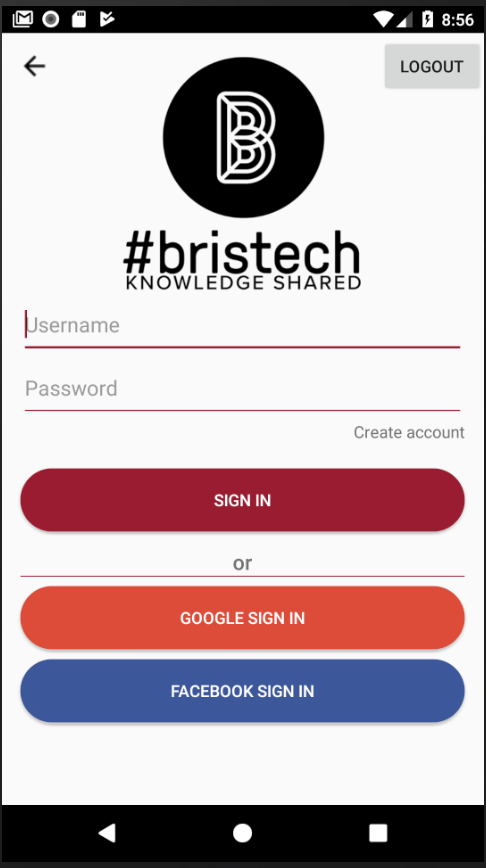 8:56
LOGOUT
B
#bristech
KNOWLEDGE SHARED
Username
Password
Create account
SIGN IN
or
GOOGLE SIGN IN
FACEBOOK SIGN IN